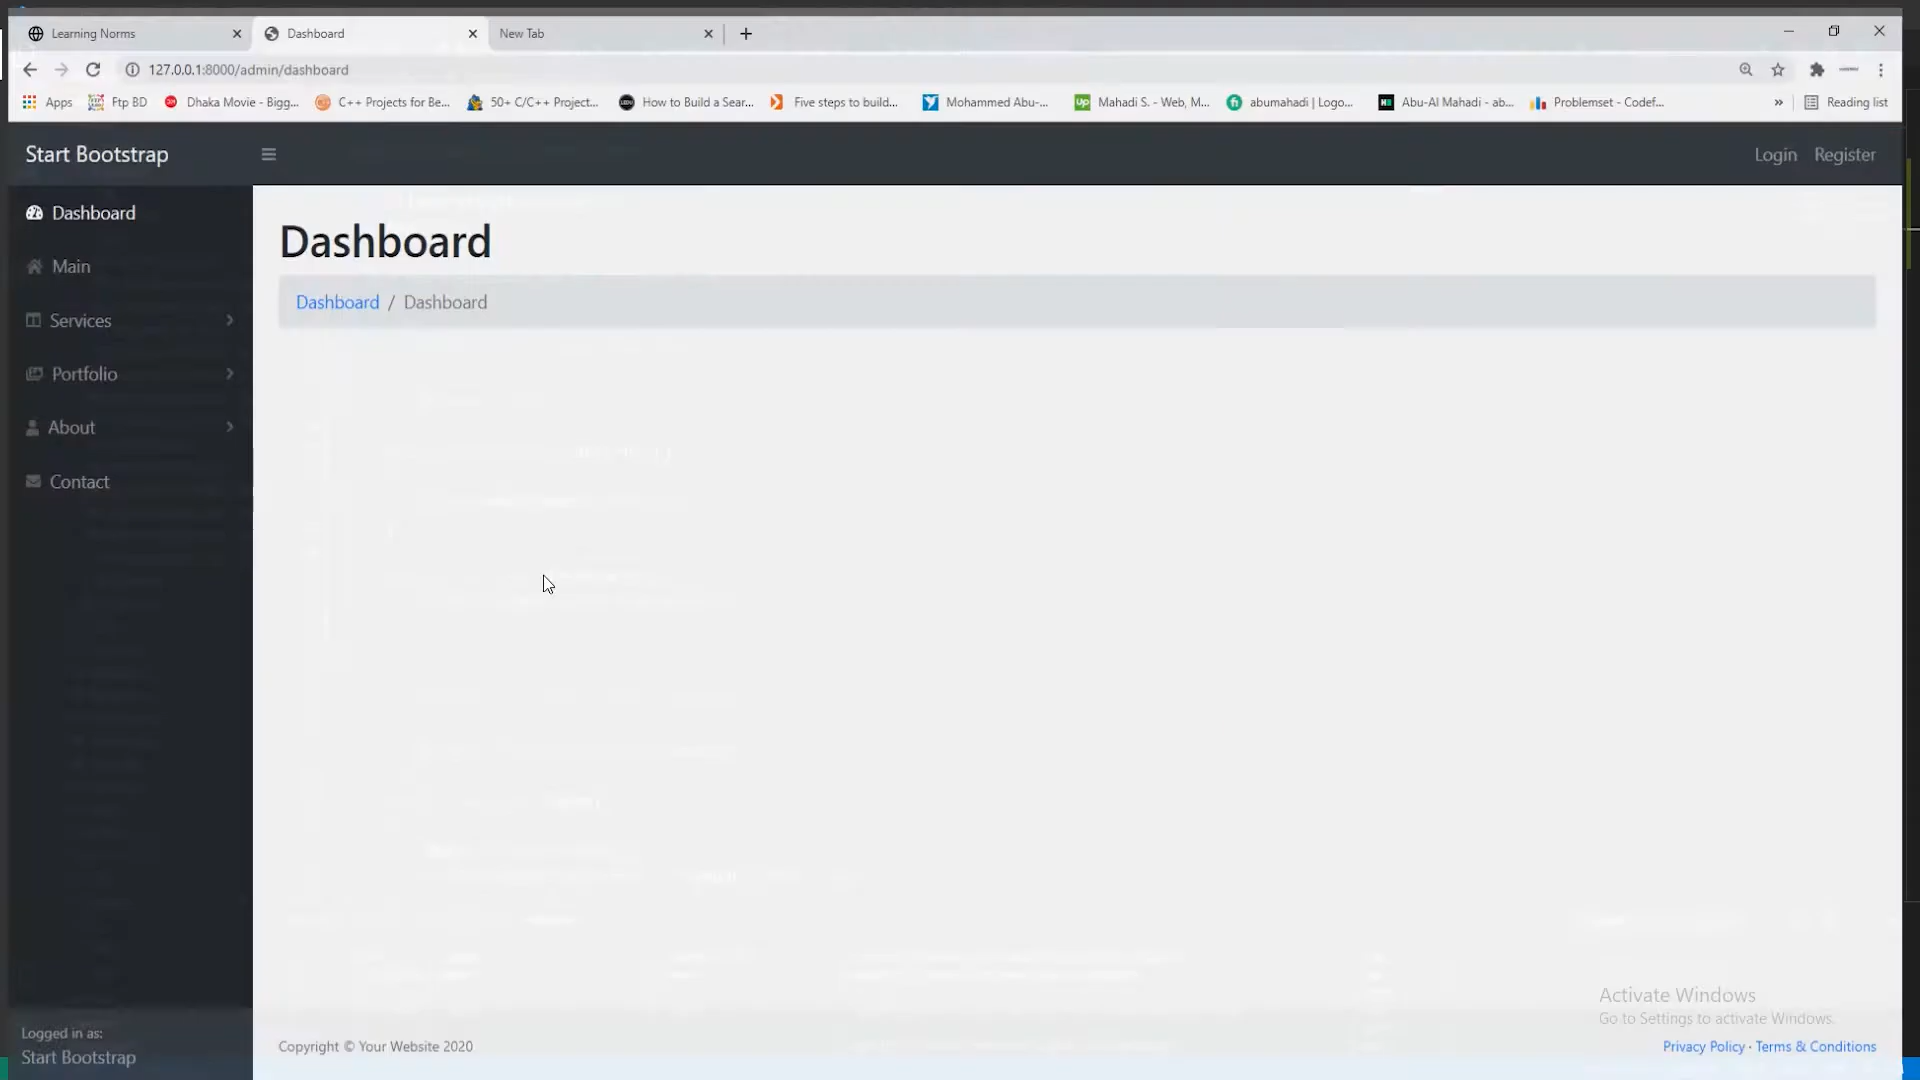 Learning Norms
Dashboard
New Tab
127.0.0.1:8000/admin/dashboard
Apps
Ftp BD
Dhaka Movie - Bigg...
C++ Projects for Be...
50+ C/C++ Project...
How to Build a Sear...
Five steps to build...
Mohammed Abu-...
Mahadi S. - Web, M...
abumahadi | Logo...
Abu-Al Mahadi - ab...
Problemset - Codef...
»
Reading list
Start Bootstrap
Login
Register
Dashboard
Main
Services
Portfolio
About
Contact
Dashboard
Dashboard / Dashboard
Activate Windows
Go to Settings to activate Windows.
Logged in as:
Start Bootstrap
Copyright © Your Website 2020
Privacy Policy · Terms & Conditions